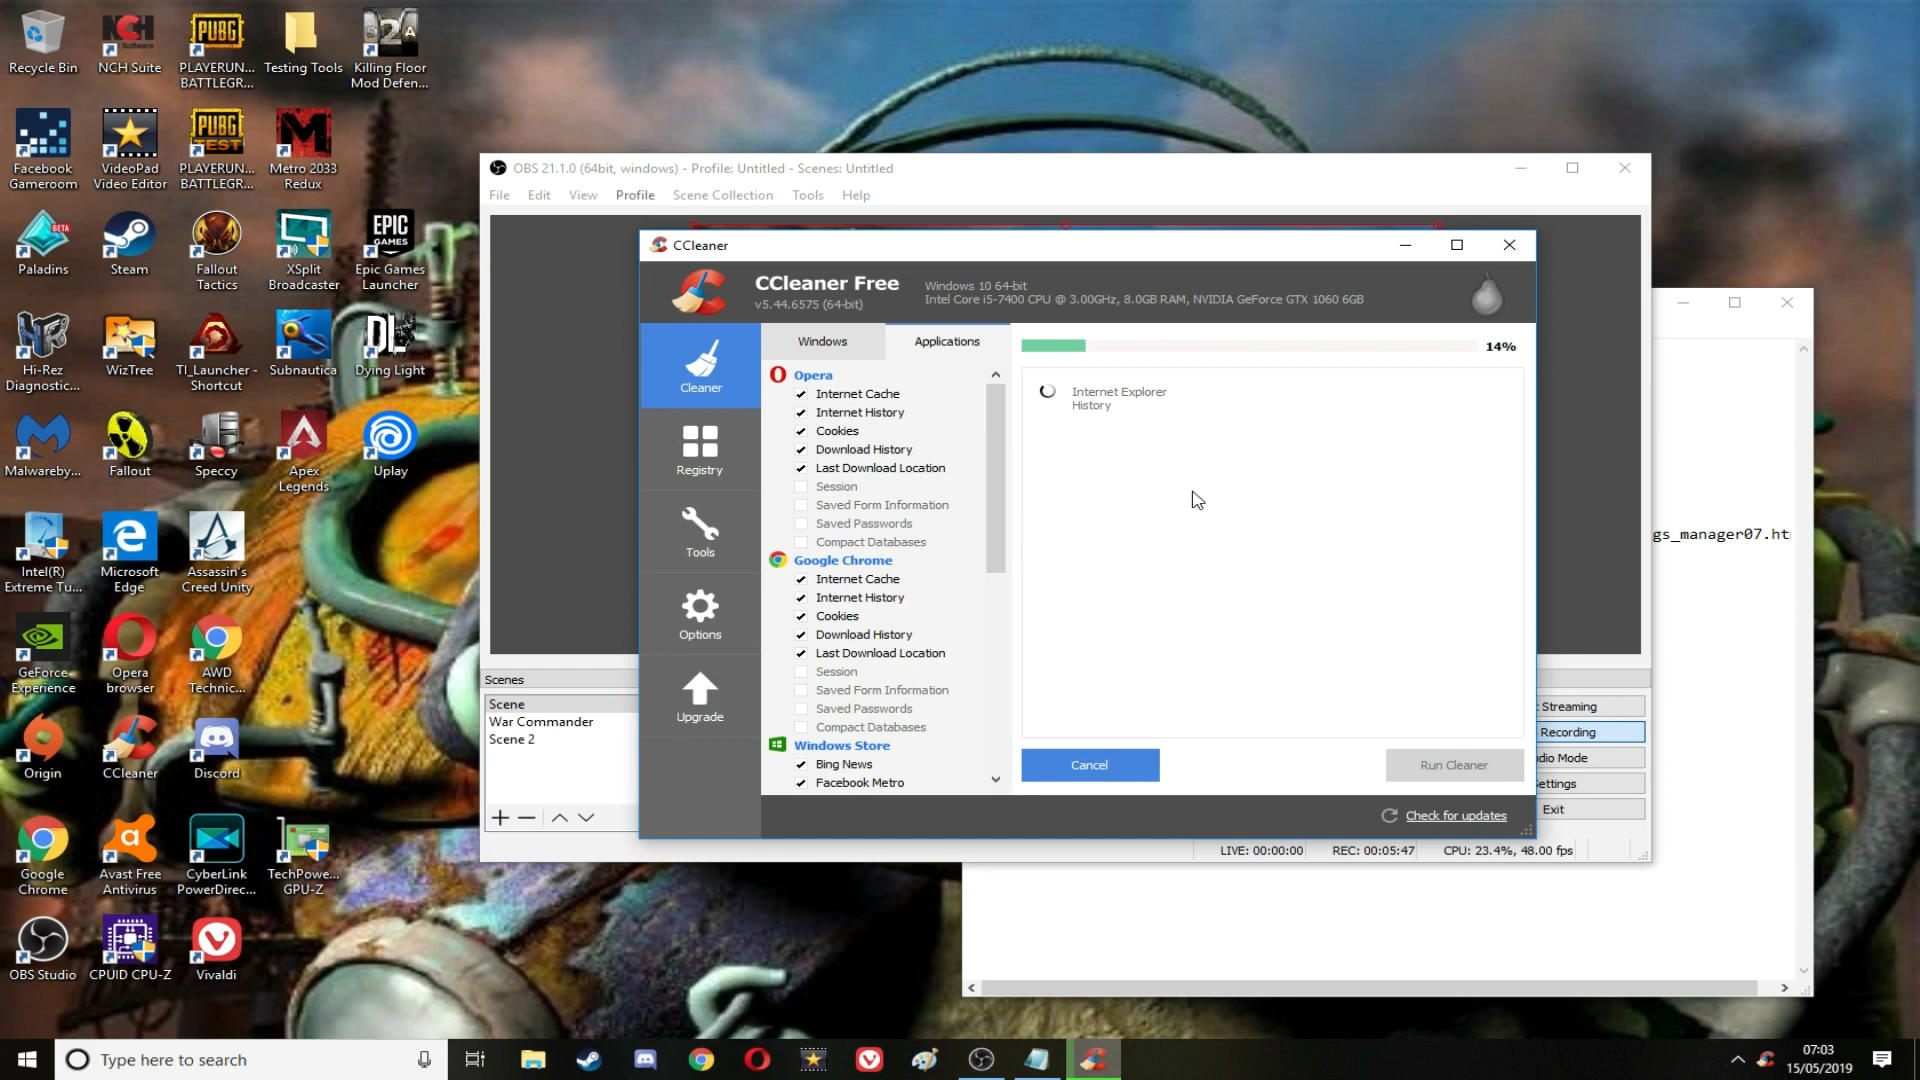 Recycle Bin
NCH Software
NCH Suite
PUBG
PLAYERUN... BATTLEGR...
Testing Tools
Killing Floor Mod Defen...
Facebook Gameroom
VideoPad Video Editor
PUBG TEST
PLAYERUN... BATTLEGR...
Metro 2033 Redux
BETA
Paladins
Steam
Fallout Tactics
XSplit Broadcaster
EPIC GAMES
Epic Games Launcher
Hi-Rez Diagnostic...
WizTree
TI_Launcher - Shortcut
Subnautica
DL
Dying Light
Malwareby...
Fallout
Speccy
Apex Legends
Uplay
Intel(R) Extreme Tu...
Microsoft Edge
Assassin's Creed Unity
GeForce Experience
Opera browser
AWD Technic...
Origin
CCleaner
Discord
Google Chrome
Avast Free Antivirus
CyberLink PowerDirec...
TechPowe... GPU-Z
OBS Studio
CPUID CPU-Z
Vivaldi
OBS 21.1.0 (64bit, windows) - Profile: Untitled - Scenes: Untitled
File Edit View Profile Scene Collection Tools Help
CCleaner
CCleaner Free
v5.44.6575 (64-bit)
Windows 10 64-bit
Intel Core i5-7400 CPU @ 3.00GHz, 8.0GB RAM, NVIDIA GeForce GTX 1060 6GB
Cleaner
Registry
Tools
Options
Upgrade
Windows
Applications
Opera
Internet Cache
Internet History
Cookies
Download History
Last Download Location
Session
Saved Form Information
Saved Passwords
Compact Databases
Google Chrome
Internet Cache
Internet History
Cookies
Download History
Last Download Location
Session
Saved Form Information
Saved Passwords
Compact Databases
Windows Store
Bing News
Facebook Metro
14%
Internet Explorer
History
Cancel
Run Cleaner
Check for updates
Scenes
Scene
War Commander
Scene 2
Streaming
Recording
dio Mode
ettings
Exit
LIVE: 00:00:00 REC: 00:05:47 CPU: 23.4%, 48.00 fps
gs_manager07.ht
Type here to search
07:03
15/05/2019